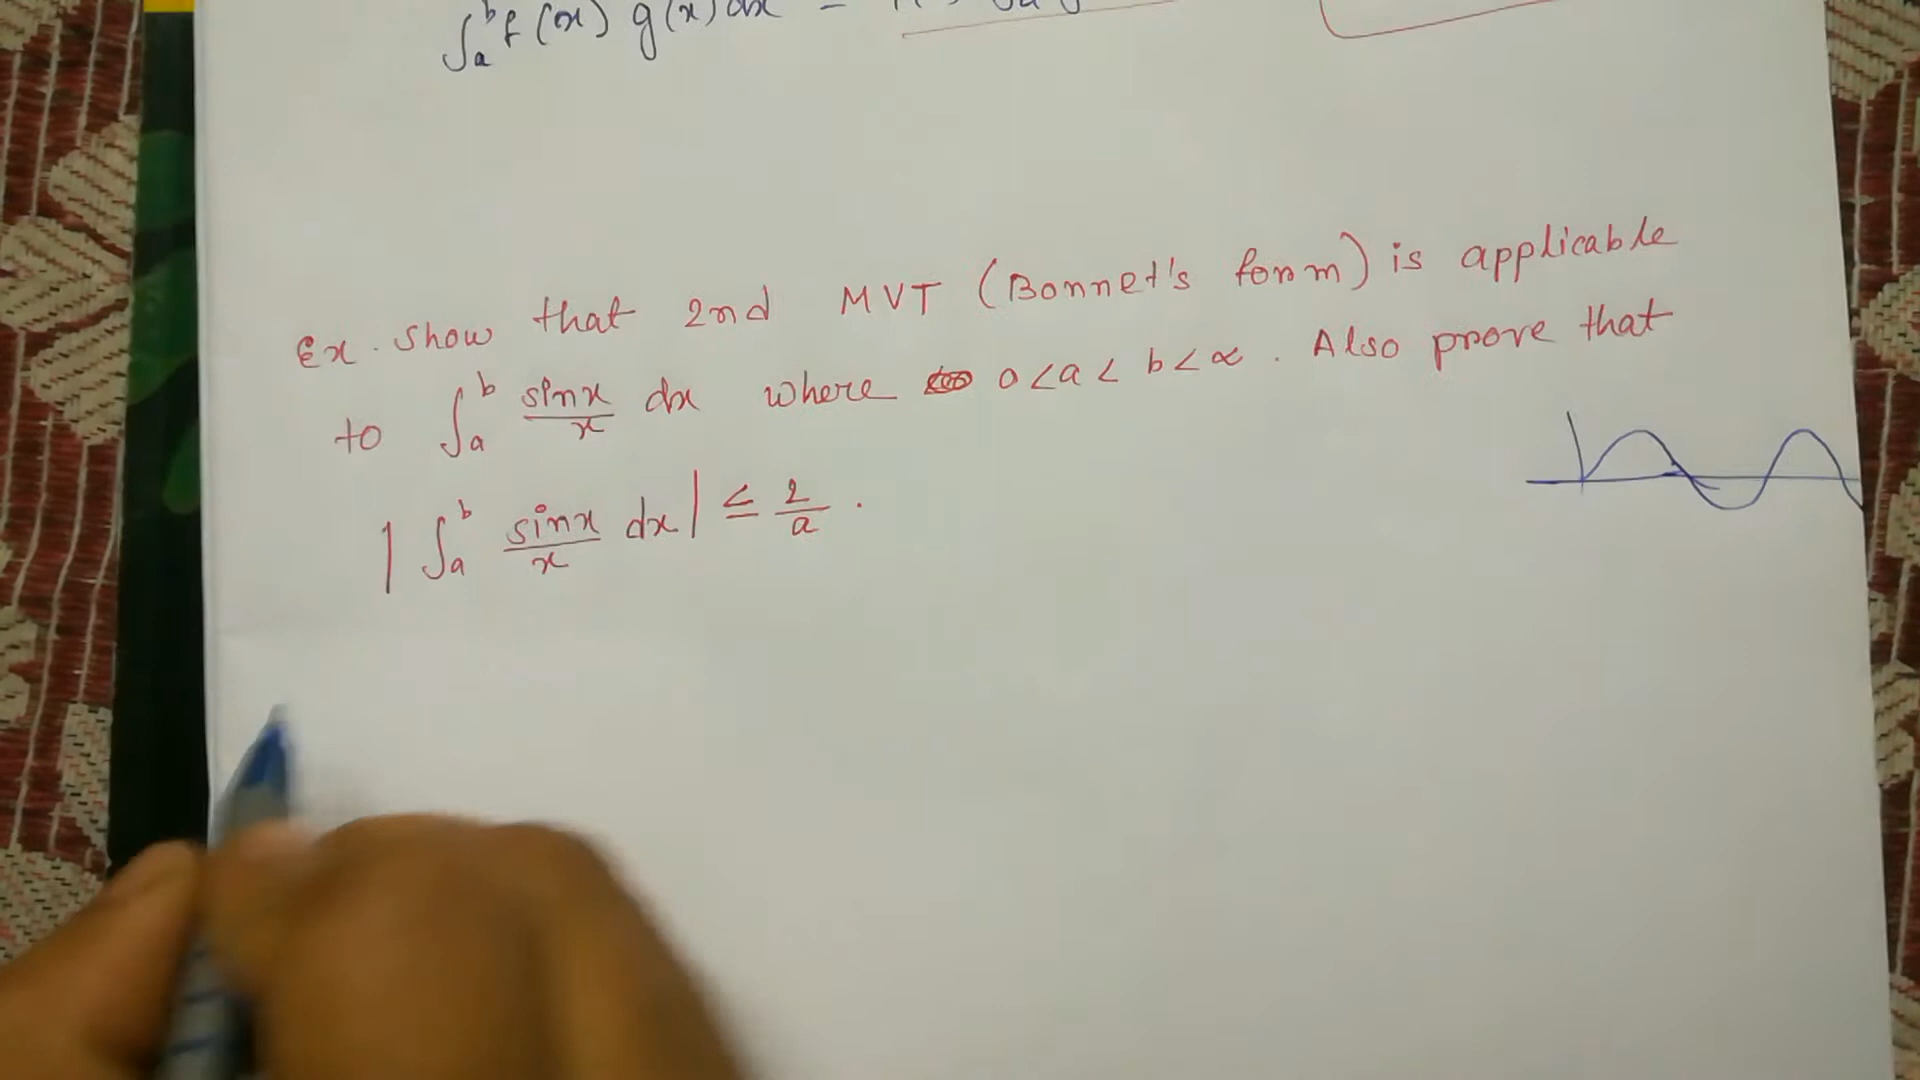 ∫ₐᵇ f(x) g(x) dx =
Ex. Show that 2nd MVT (Bonnet's form) is applicable
to ∫ₐᵇ sinx/x dx where 0<a<b<∞. Also prove that
|∫ₐᵇ sinx/x dx| ≤ 2/a.